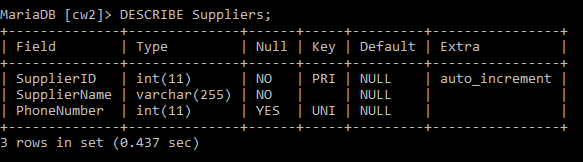 MariaDB [cw2]> DESCRIBE Suppliers;
+--------------+--------------+------+-----+---------+----------------+
| Field        | Type         | Null | Key | Default | Extra          |
+--------------+--------------+------+-----+---------+----------------+
| SupplierID   | int(11)      | NO   | PRI | NULL    | auto_increment |
| SupplierName | varchar(255) | NO   |     | NULL    |                |
| PhoneNumber  | int(11)      | YES  | UNI | NULL    |                |
+--------------+--------------+------+-----+---------+----------------+
3 rows in set (0.437 sec)